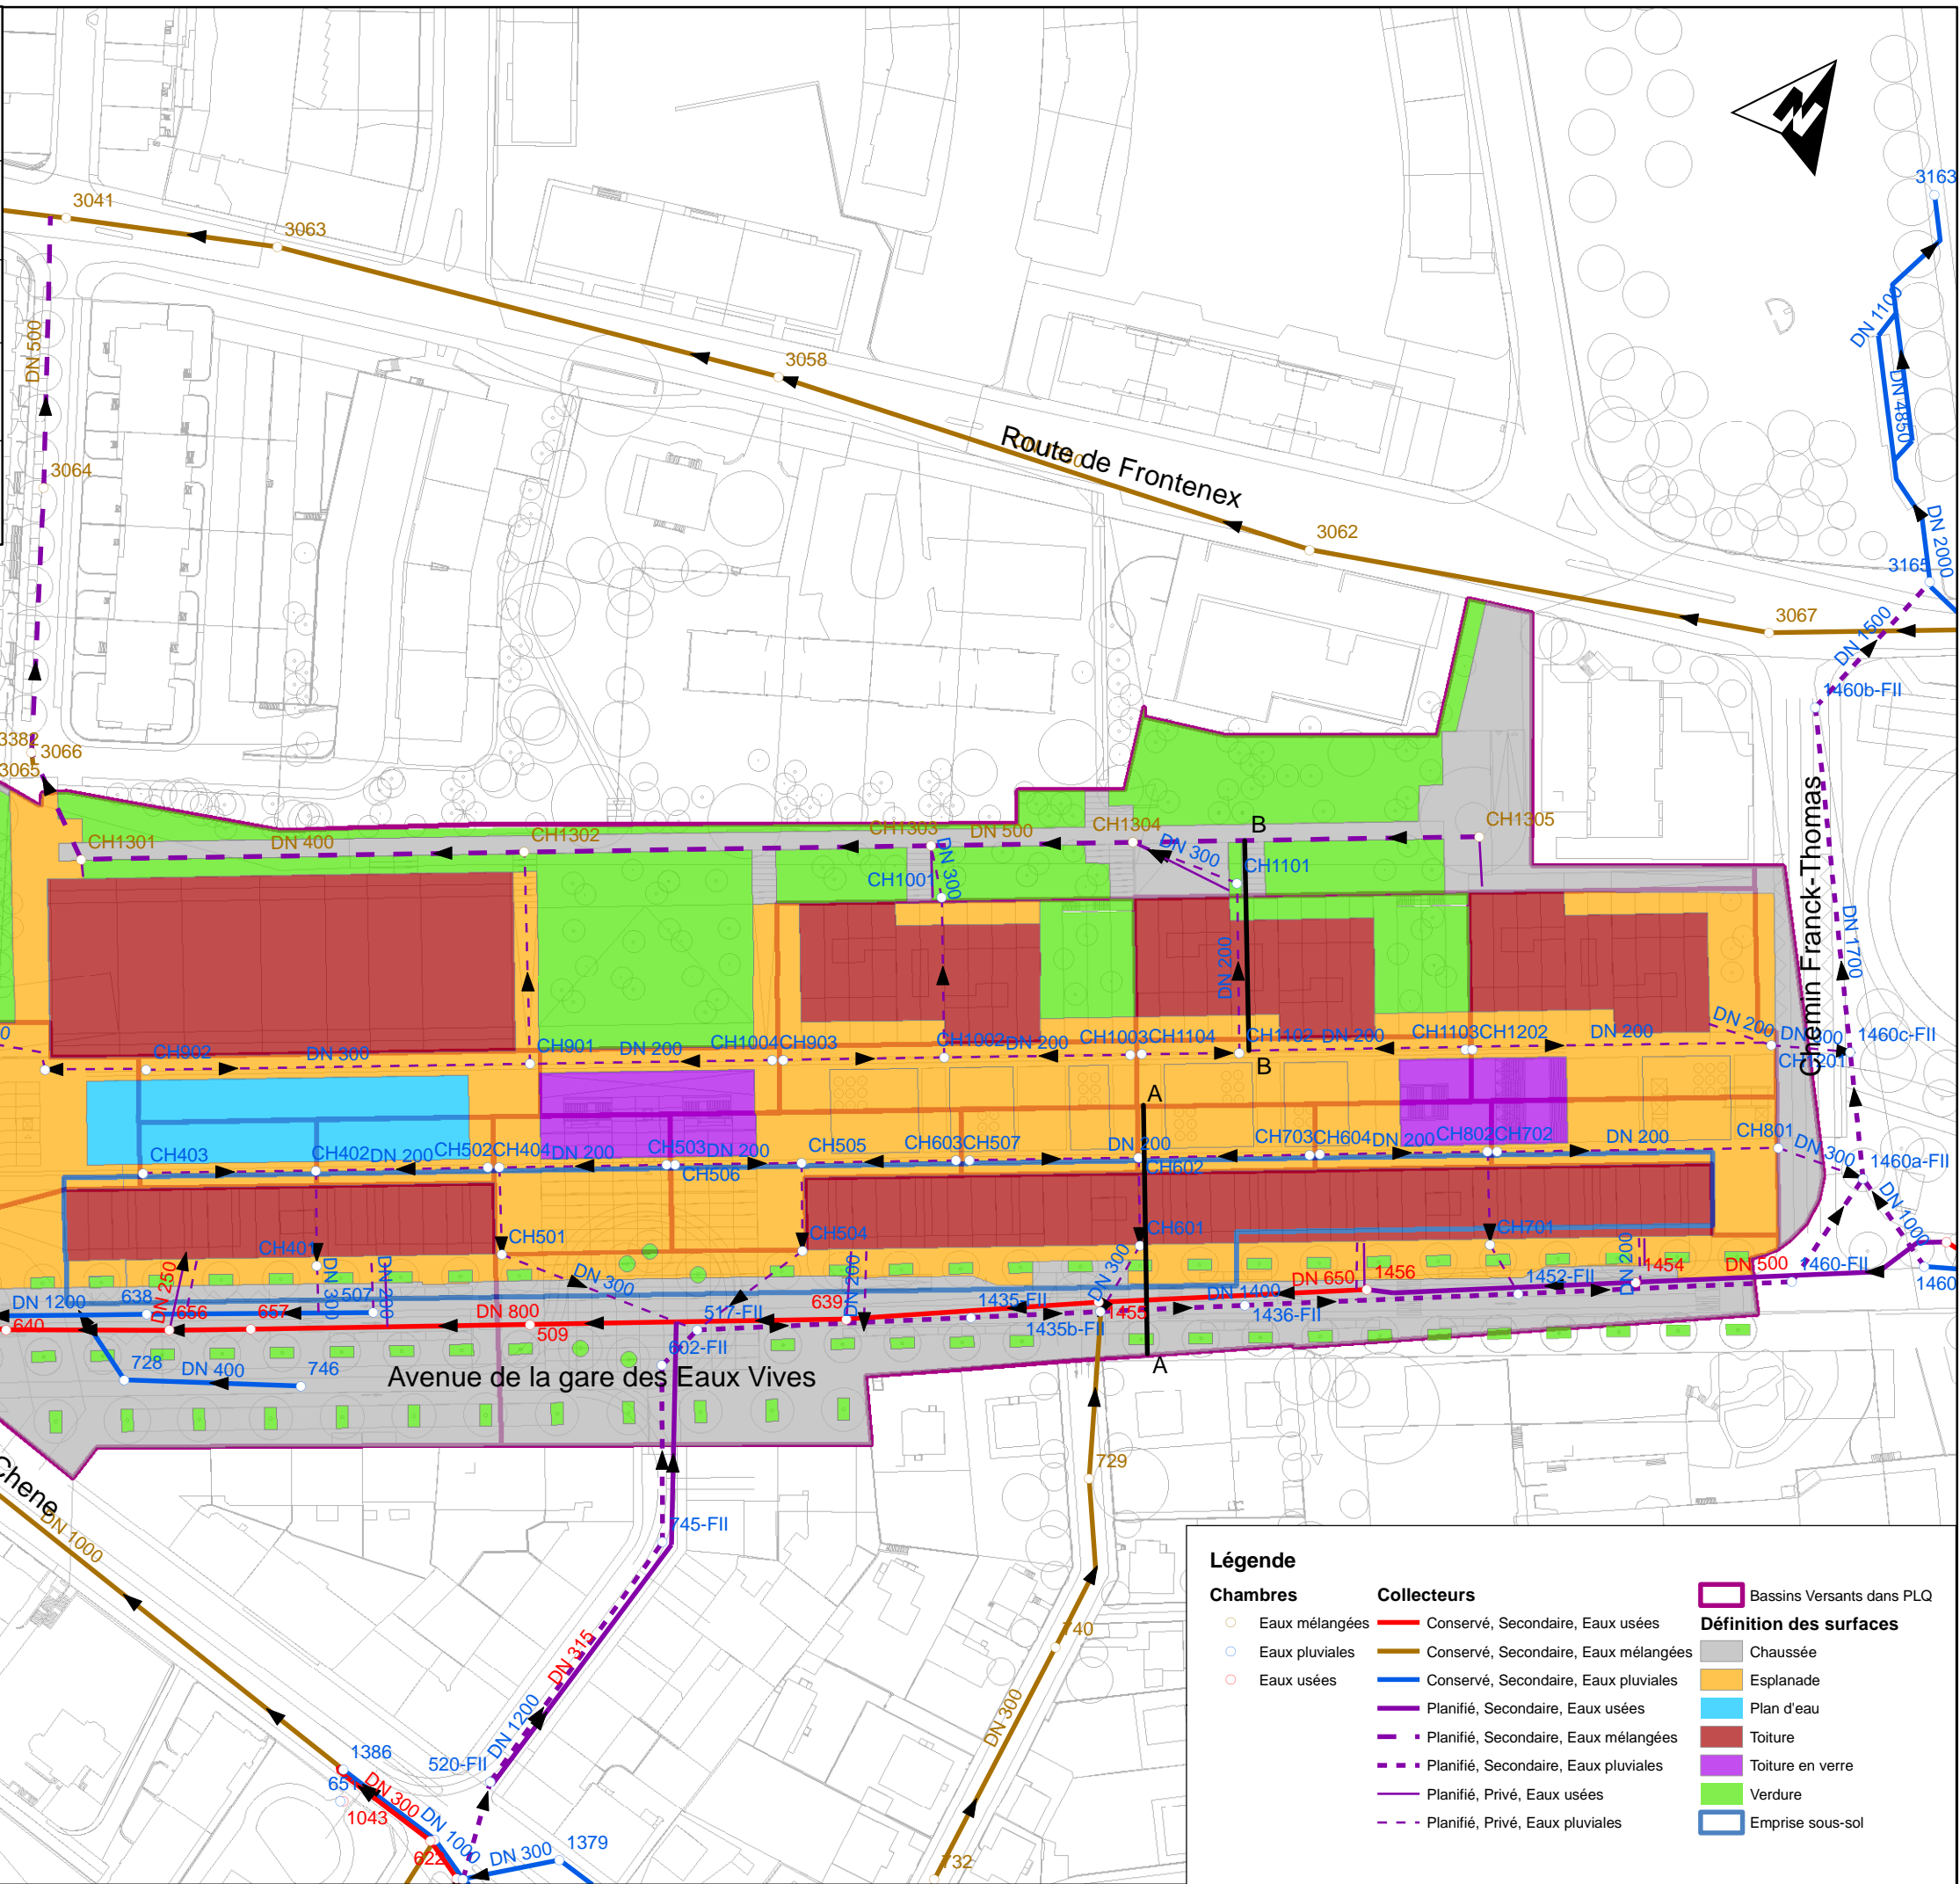 3041
3063
3163
DN 1100
DN 500
3058
DN 4850
3064
Route de Frontenex
3062
DN 2000
3165
3067
DN 1500
1460b-FII
3382
3066
3065
Chemin Franck-Thomas
CH1301
DN 400
CH1302
CH1303
DN 500
CH1304
B
CH1305
DN 300
DN 300
CH1001
CH1101
DN 1700
DN 200
CH902
DN 300
CH901
DN 200
CH1004
CH903
CH1002
DN 200
CH1003
CH1104
CH1102
DN 200
CH1103
CH1202
DN 200
DN 200
DN 300
1460c-FII
CH1201
B
A
CH403
CH402
DN 200
CH502
CH404
DN 200
CH503
DN 200
CH506
CH505
CH603
CH507
DN 200
CH602
CH703
CH604
DN 200
CH802
CH702
DN 200
CH801
DN 300
1460a-FII
DN 1000
CH401
CH501
CH504
CH601
CH701
DN 250
DN 300
DN 200
DN 300
DN 200
DN 300
DN 200
DN 1200
638
507
640
656
657
DN 800
509
517-FII
639
1435-FII
1435b-FII
1455
DN 1400
DN 650
1456
1436-FII
1452-FII
1454
DN 500
1460-FII
1460
602-FII
728
DN 400
746
Avenue de la gare des Eaux Vives
A
Chene
DN 1000
729
745-FII
740
DN 315
DN 1200
DN 300
520-FII
1386
651
DN 300
1043
DN 1000
622
DN 300
1379
732
Légende
Chambres
Eaux mélangées
Eaux pluviales
Eaux usées
Collecteurs
Conservé, Secondaire, Eaux usées
Conservé, Secondaire, Eaux mélangées
Conservé, Secondaire, Eaux pluviales
Planifié, Secondaire, Eaux usées
Planifié, Secondaire, Eaux mélangées
Planifié, Secondaire, Eaux pluviales
Planifié, Privé, Eaux usées
Planifié, Privé, Eaux pluviales
Bassins Versants dans PLQ
Définition des surfaces
Chaussée
Esplanade
Plan d'eau
Toiture
Toiture en verre
Verdure
Emprise sous-sol